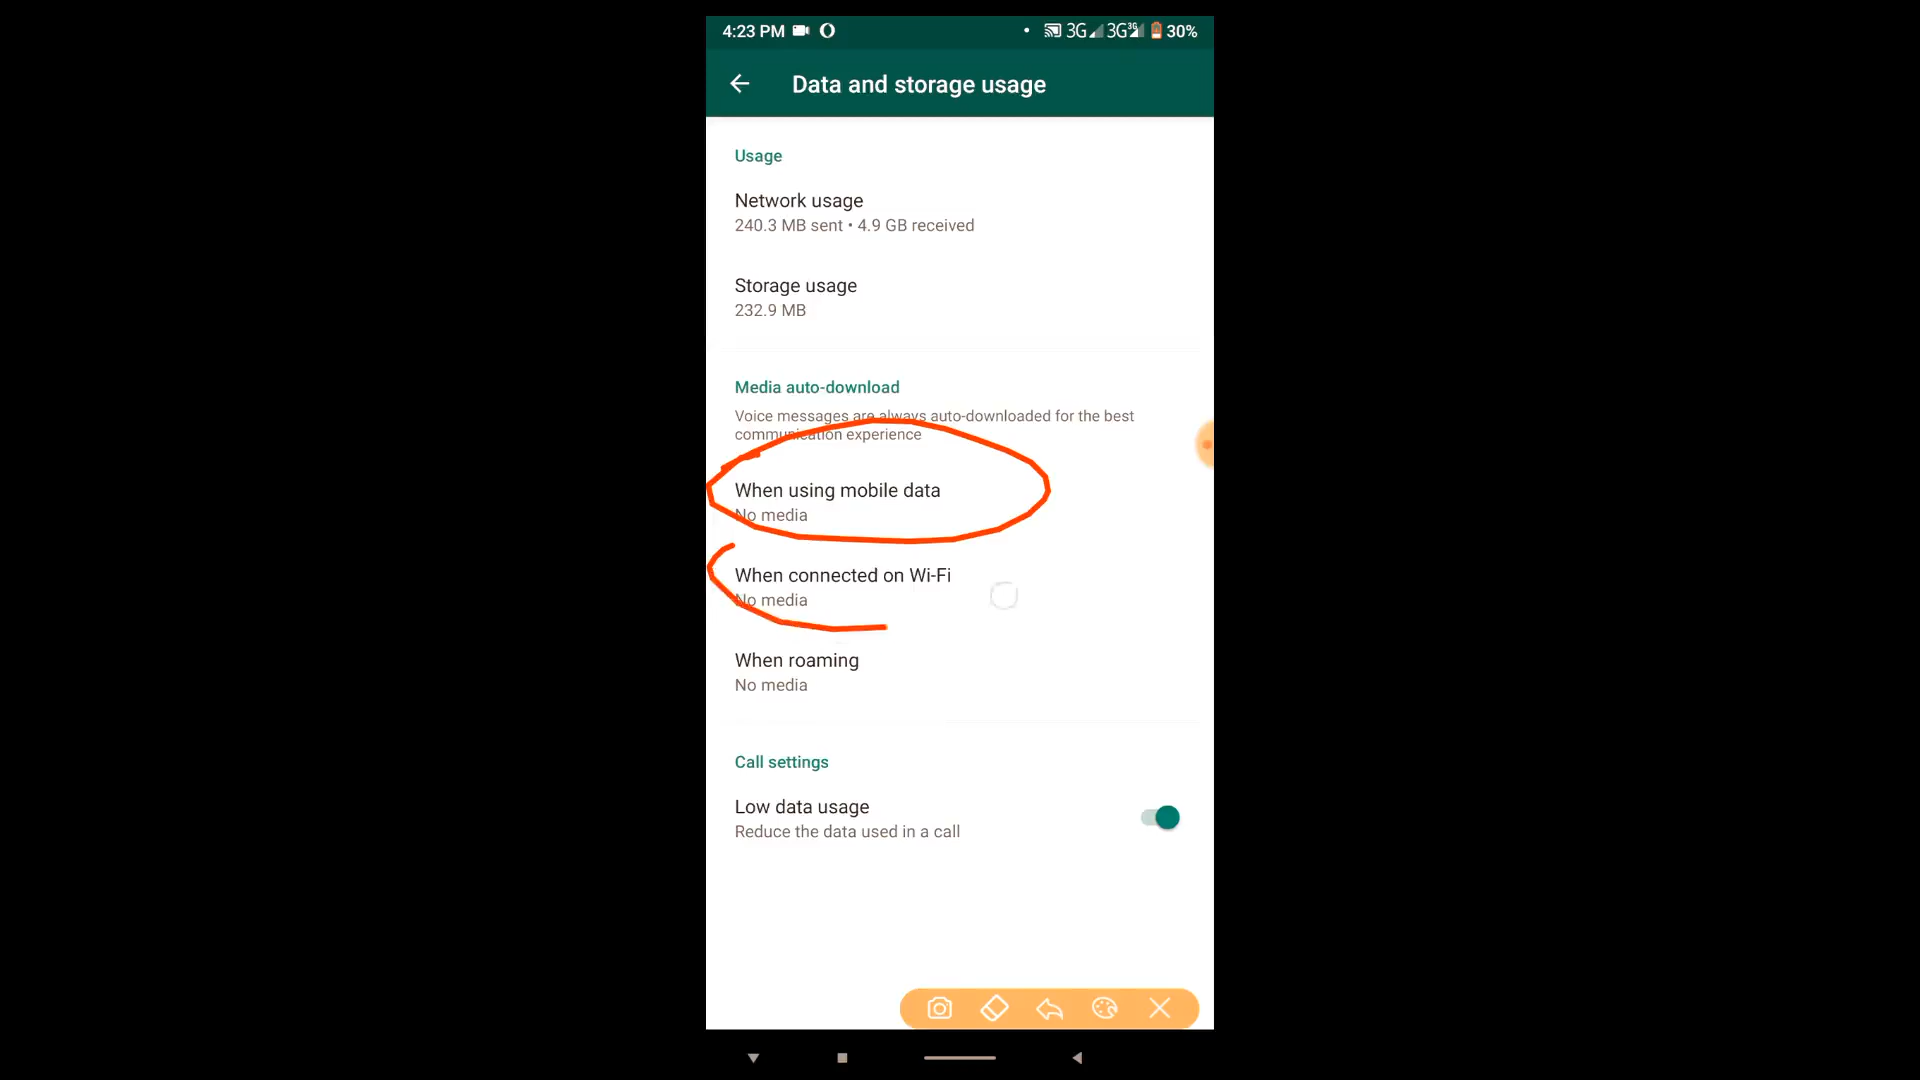 4:23 PM 3G 3G 3G 30%
Data and storage usage
Usage
Network usage
240.3 MB sent • 4.9 GB received
Storage usage
232.9 MB
Media auto-download
Voice messages are always auto-downloaded for the best
communication experience
When using mobile data
No media
When connected on Wi-Fi
No media
When roaming
No media
Call settings
Low data usage
Reduce the data used in a call